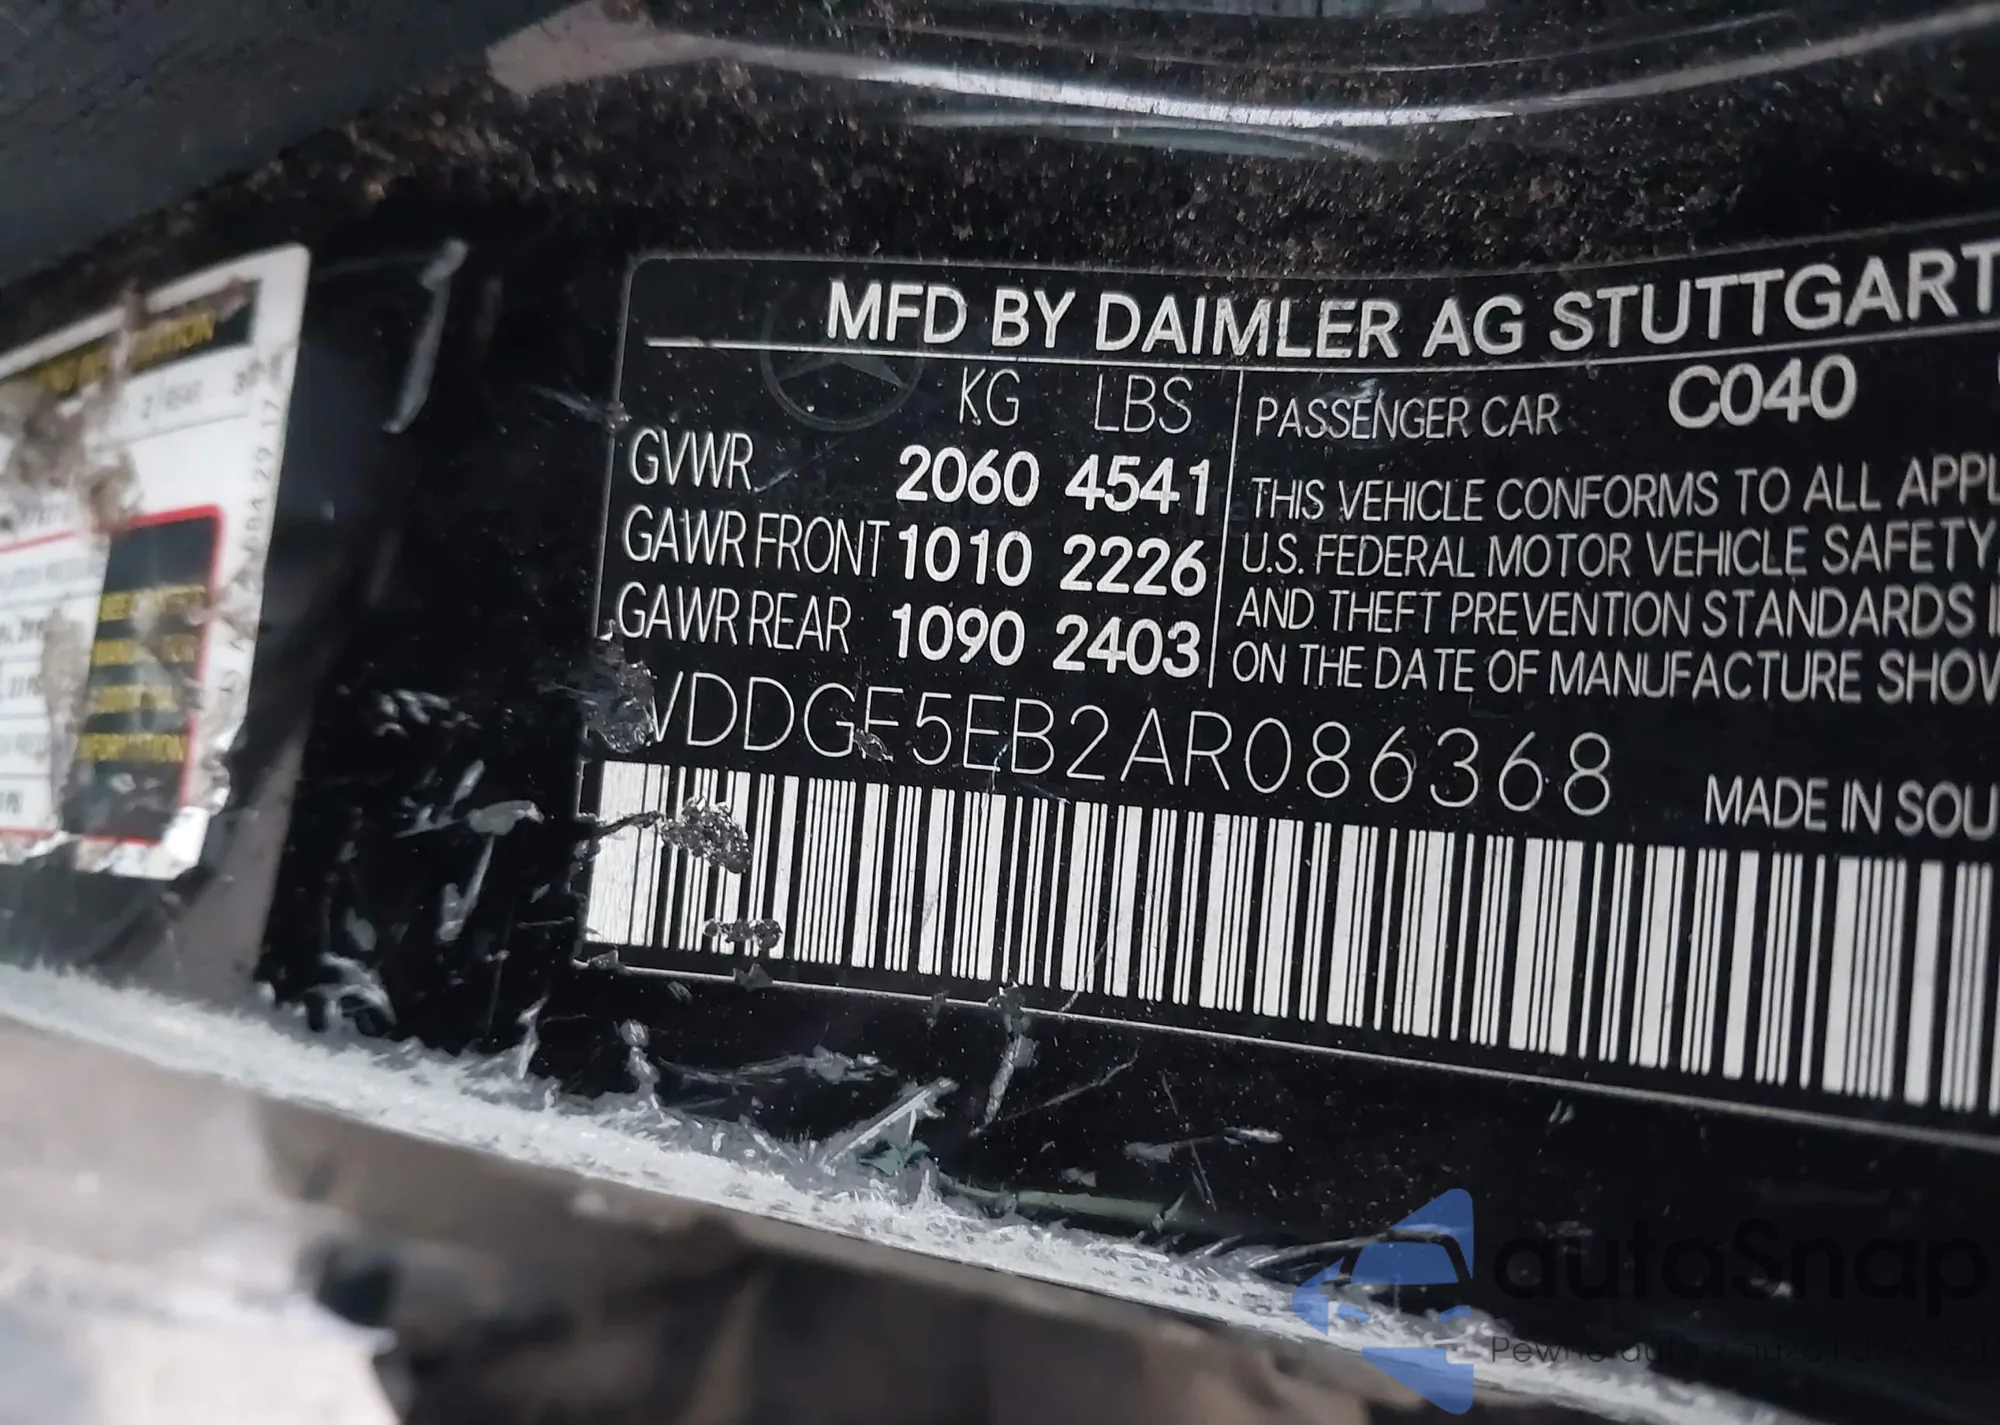 MFD BY DAIMLER AG STUTTGART
KG LBS
PASSENGER CAR C040
GVWR 2060 4541
GAWR FRONT 1010 2226
GAWR REAR 1090 2403
THIS VEHICLE CONFORMS TO ALL APPL
U.S. FEDERAL MOTOR VEHICLE SAFETY,
AND THEFT PREVENTION STANDARDS I
ON THE DATE OF MANUFACTURE SHOW
VDDGF5EB2AR086368
MADE IN SOU
autaSnap